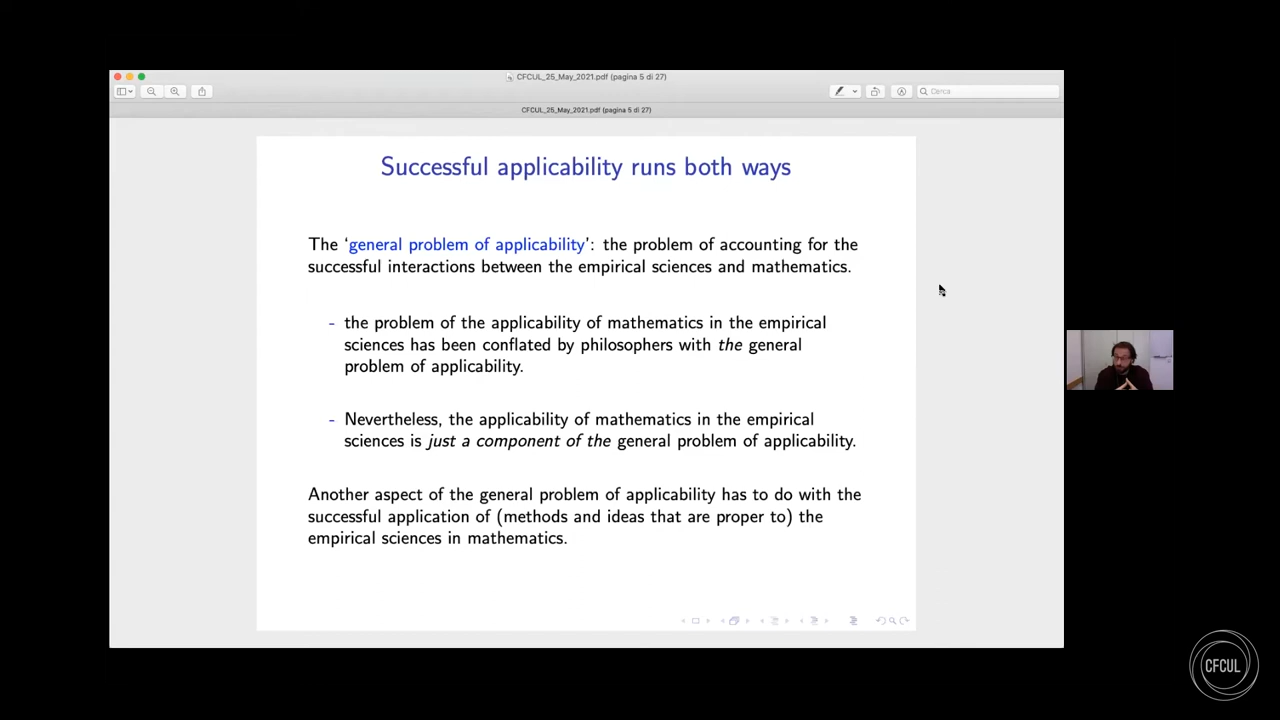 CFCUL_25_May_2021.pdf (pagina 5 di 27)
Cerca
CFCUL_25_May_2021.pdf (pagina 5 di 27)
Successful applicability runs both ways
The ‘general problem of applicability’: the problem of accounting for the
successful interactions between the empirical sciences and mathematics.
- the problem of the applicability of mathematics in the empirical
sciences has been conflated by philosophers with the general
problem of applicability.
- Nevertheless, the applicability of mathematics in the empirical
sciences is just a component of the general problem of applicability.
Another aspect of the general problem of applicability has to do with the
successful application of (methods and ideas that are proper to) the
empirical sciences in mathematics.
CFCUL